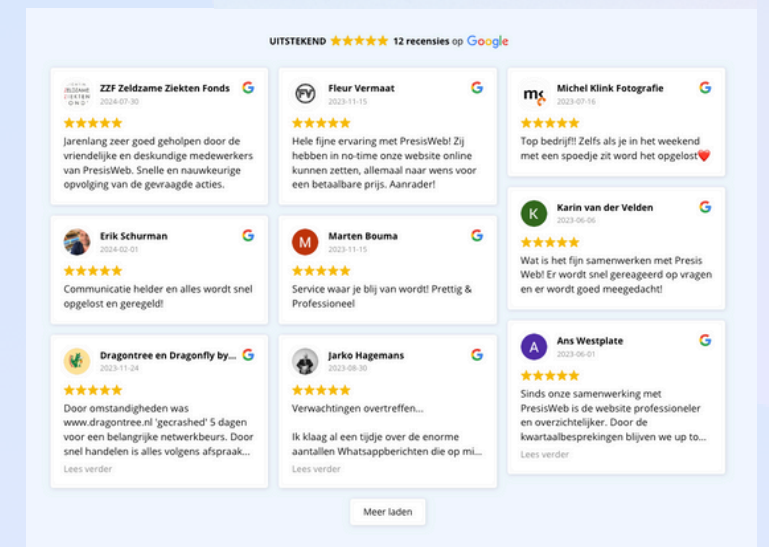 UITSTEKEND 12 recensies op Google
ZZF Zeldzame Ziekten Fonds
2024-07-30
Jarenlang zeer goed geholpen door de
vriendelijke en deskundige medewerkers
van PresisWeb. Snelle en nauwkeurige
opvolging van de gevraagde acties.
Erik Schurman
2024-02-01
Communicatie helder en alles wordt snel
opgelost en geregeld!
Dragontree en Dragonfly by...
2023-11-24
Door omstandigheden was
www.dragontree.nl 'gecrashed' 5 dagen
voor een belangrijke netwerkbeurs. Door
snel handelen is alles volgens afspraak...
Lees verder
FV
Fleur Vermaat
2023-11-15
Hele fijne ervaring met PresisWeb! Zij
hebben in no-time onze website online
kunnen zetten, allemaal naar wens voor
een betaalbare prijs. Aanrader!
M
Marten Bouma
2023-11-15
Service waar je blij van wordt! Prettig &
Professioneel
Jarko Hagemans
2023-08-30
Verwachtingen overtreffen...
Ik klaag al een tijdje over de enorme
aantallen Whatsappberichten die op mi...
Lees verder
Michel Klink Fotografie
2023-07-16
Top bedrijf!! Zelfs als je in het weekend
met een spoedje zit word het opgelost❤️
K
Karin van der Velden
2023-06-06
Wat is het fijn samenwerken met Presis
Web! Er wordt snel gereageerd op vragen
en er wordt goed meegedacht!
A
Ans Westplate
2023-06-01
Sinds onze samenwerking met
PresisWeb is de website professioneler
en overzichtelijker. Door de
kwartaalbesprekingen blijven we up to...
Lees verder
Meer laden